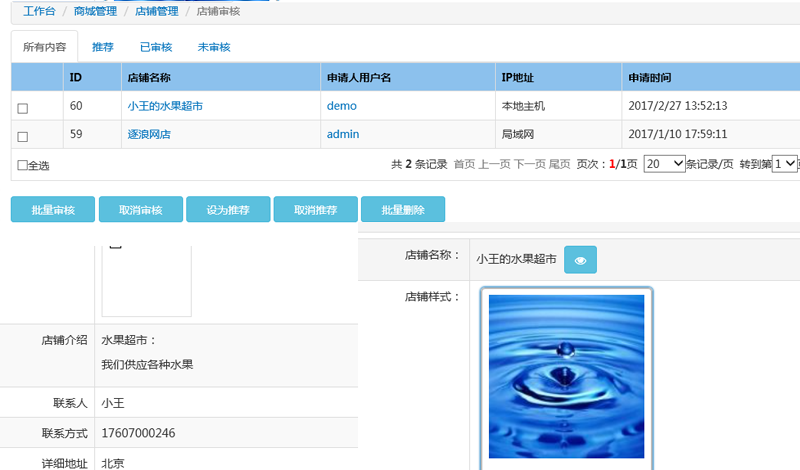 工作台 / 商城管理 / 店铺管理 / 店铺审核
所有内容 推荐 已审核 未审核
ID 店铺名称 申请人用户名 IP地址 申请时间
60 小王的水果超市 demo 本地主机 2017/2/27 13:52:13
59 逐浪网店 admin 局域网 2017/1/10 17:59:11
全选 共 2 条记录 首页 上一页 下一页 尾页 页次：1/1页 20 条记录/页 转到第 1
批量审核 取消审核 设为推荐 取消推荐 批量删除
店铺名称： 小王的水果超市
店铺样式：
店铺介绍 水果超市：
我们供应各种水果
联系人 小王
联系方式 17607000246
详细地址 北京